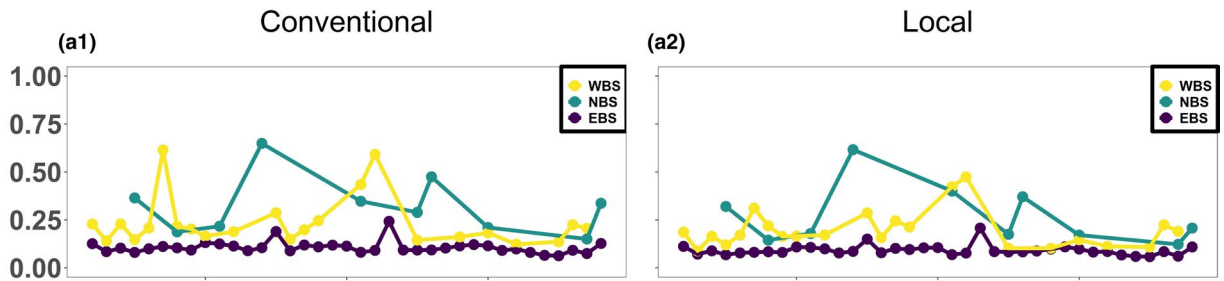 Conventional
Local
(a1)
(a2)
1.00
0.75
0.50
0.25
0.00
WBS
NBS
EBS
WBS
NBS
EBS